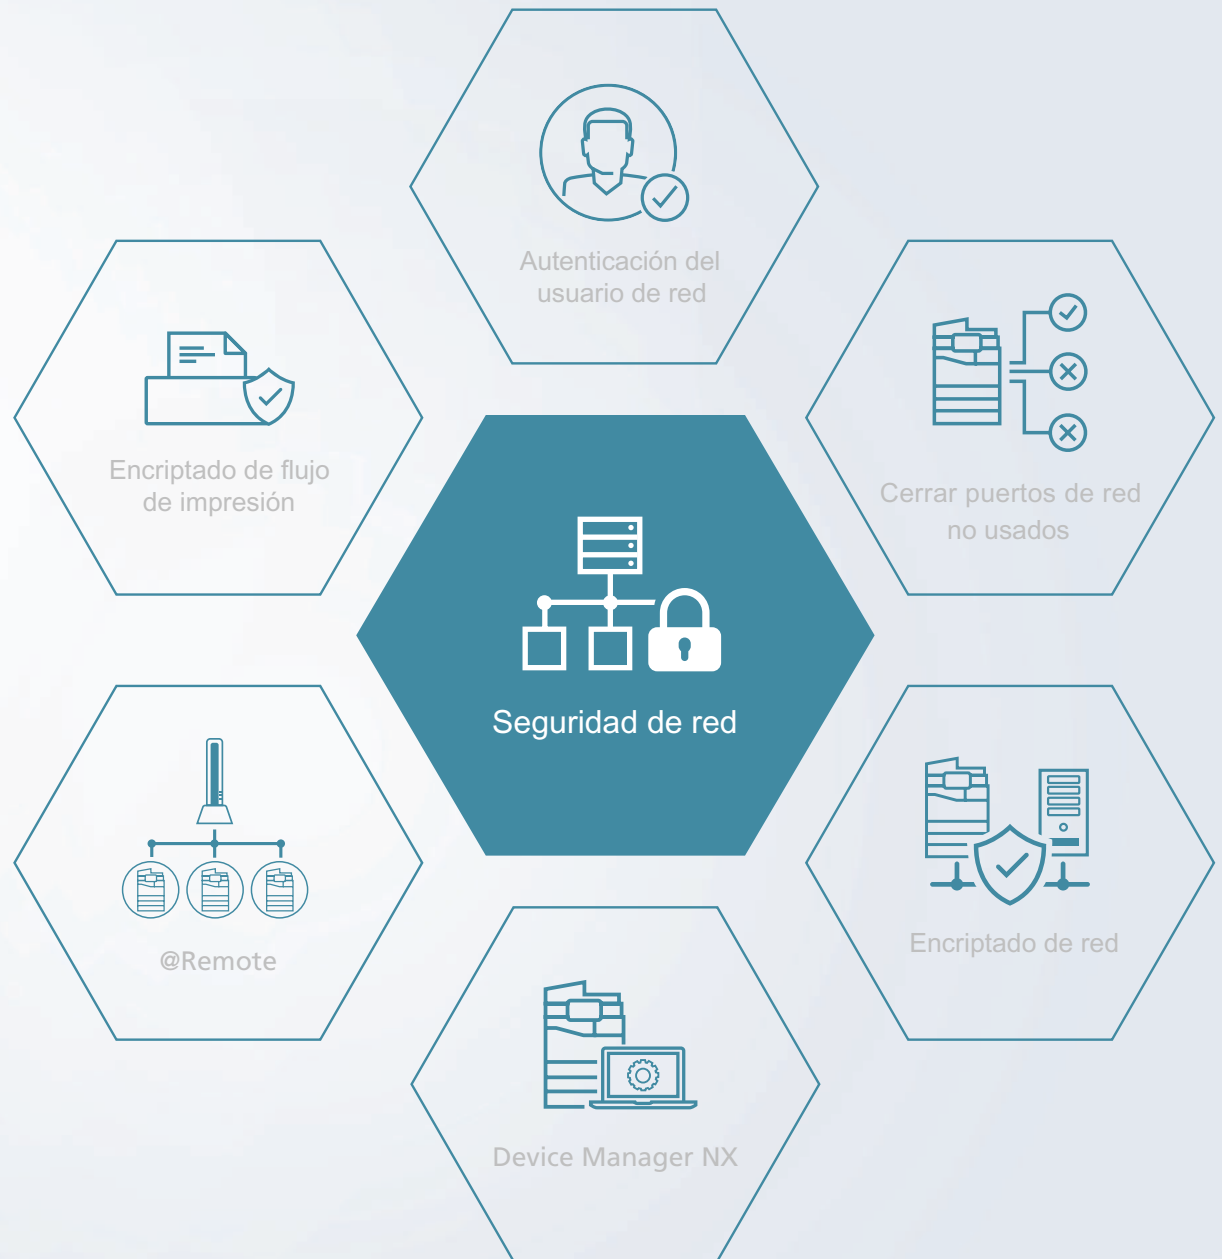 Autenticación del
usuario de red
Encriptado de flujo
de impresión
Cerrar puertos de red
no usados
Seguridad de red
@Remote
Encriptado de red
Device Manager NX